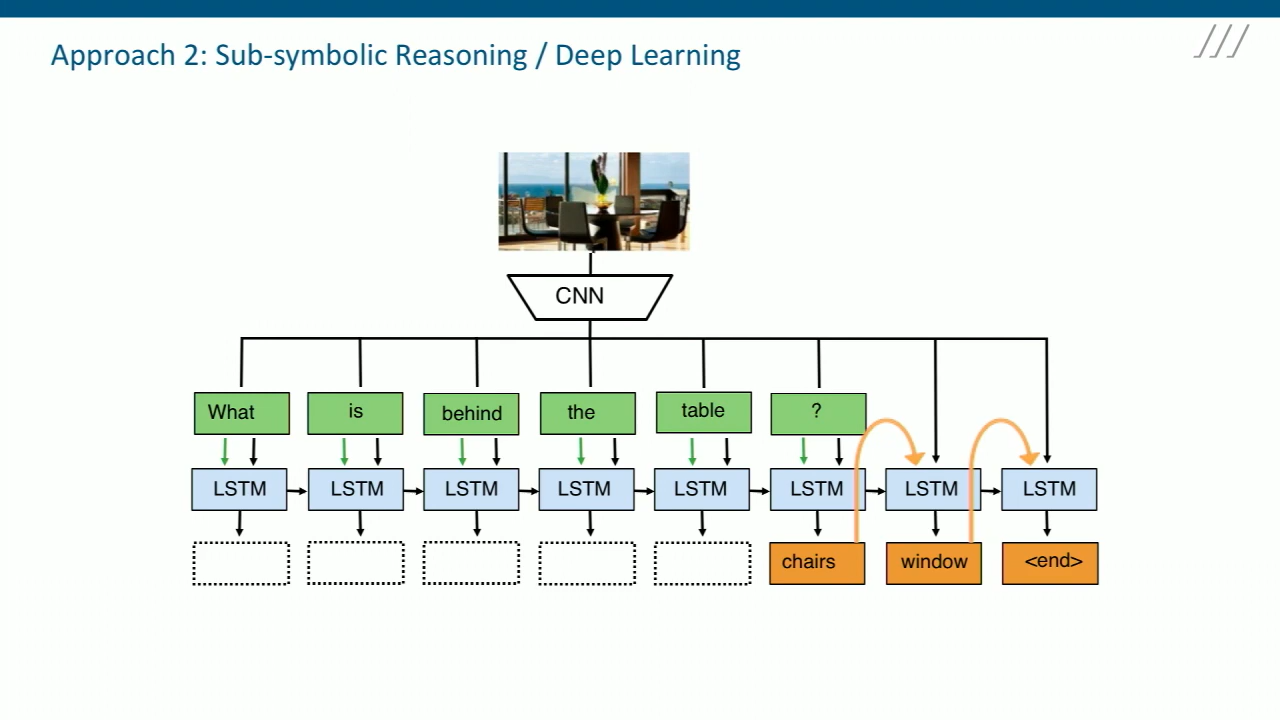 Approach 2: Sub-symbolic Reasoning / Deep Learning
CNN
What is behind the table ?
LSTM LSTM LSTM LSTM LSTM LSTM LSTM LSTM
chairs window <end>